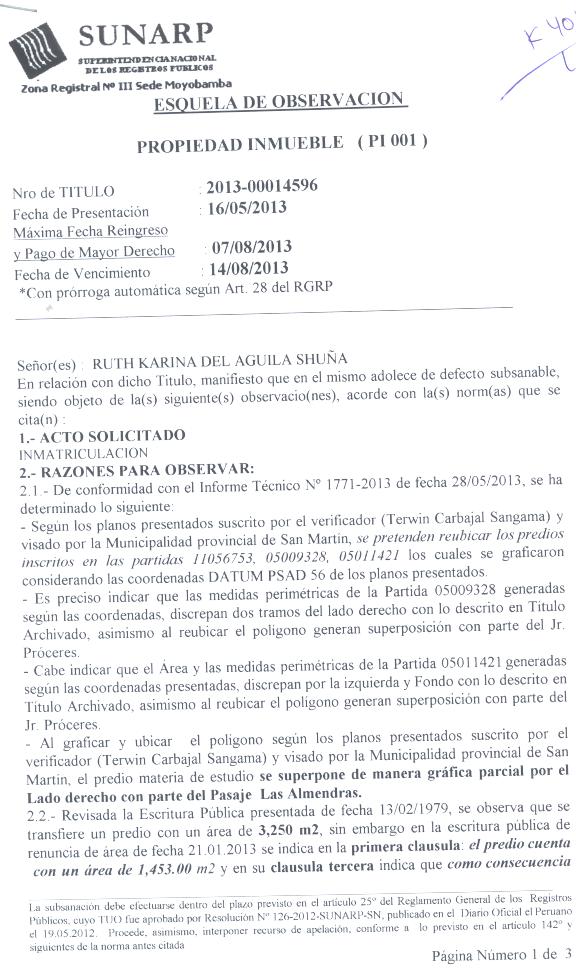 K 40
SUNARP
SUPERINTENDENCIA NACIONAL
DE LOS REGISTROS PUBLICOS
Zona Registral Nº III Sede Moyobamba
ESQUELA DE OBSERVACION
PROPIEDAD INMUEBLE ( PI 001 )
Nro de TITULO : 2013-00014596
Fecha de Presentación : 16/05/2013
Máxima Fecha Reingreso
y Pago de Mayor Derecho : 07/08/2013
Fecha de Vencimiento : 14/08/2013
*Con prórroga automática según Art. 28 del RGRP
Señor(es) : RUTH KARINA DEL AGUILA SHUÑA
En relación con dicho Titulo, manifiesto que en el mismo adolece de defecto subsanable,
siendo objeto de la(s) siguiente(s) observacio(nes), acorde con la(s) norm(as) que se
cita(n) :
1.- ACTO SOLICITADO
INMATRICULACION
2.- RAZONES PARA OBSERVAR:
2.1.- De conformidad con el Informe Técnico Nº 1771-2013 de fecha 28/05/2013, se ha
determinado lo siguiente:
- Según los planos presentados suscrito por el verificador (Terwin Carbajal Sangama) y
visado por la Municipalidad provincial de San Martin, se pretenden reubicar los predios
inscritos en las partidas 11056753, 05009328, 05011421 los cuales se graficaron
considerando las coordenadas DATUM PSAD 56 de los planos presentados.
- Es preciso indicar que las medidas perimétricas de la Partida 05009328 generadas
según las coordenadas, discrepan dos tramos del lado derecho con lo descrito en Titulo
Archivado, asimismo al reubicar el polígono generan superposición con parte del Jr.
Próceres.
- Cabe indicar que el Área y las medidas perimétricas de la Partida 05011421 generadas
según las coordenadas presentadas, discrepan por la izquierda y Fondo con lo descrito en
Titulo Archivado, asimismo al reubicar el polígono generan superposición con parte del
Jr. Próceres.
- Al graficar y ubicar el polígono según los planos presentados suscrito por el
verificador (Terwin Carbajal Sangama) y visado por la Municipalidad provincial de San
Martin, el predio materia de estudio se superpone de manera gráfica parcial por el
Lado derecho con parte del Pasaje Las Almendras.
2.2.- Revisada la Escritura Pública presentada de fecha 13/02/1979, se observa que se
transfiere un predio con un área de 3,250 m2, sin embargo en la escritura pública de
renuncia de área de fecha 21.01.2013 se indica en la primera clausula: el predio cuenta
con un área de 1,453.00 m2 y en su clausula tercera indica que como consecuencia
La subsanación debe efectuarse dentro del plazo previsto en el artículo 25º del Reglamento General de los Registros
Públicos, cuyo TUO fue aprobado por Resolución Nº 126-2012-SUNARP-SN, publicado en el Diario Oficial el Peruano
el 19.05.2012. Procede, asimismo, interponer recurso de apelación, conforme a lo previsto en el artículo 142º y
siguientes de la norma antes citada
Página Número 1 de 3